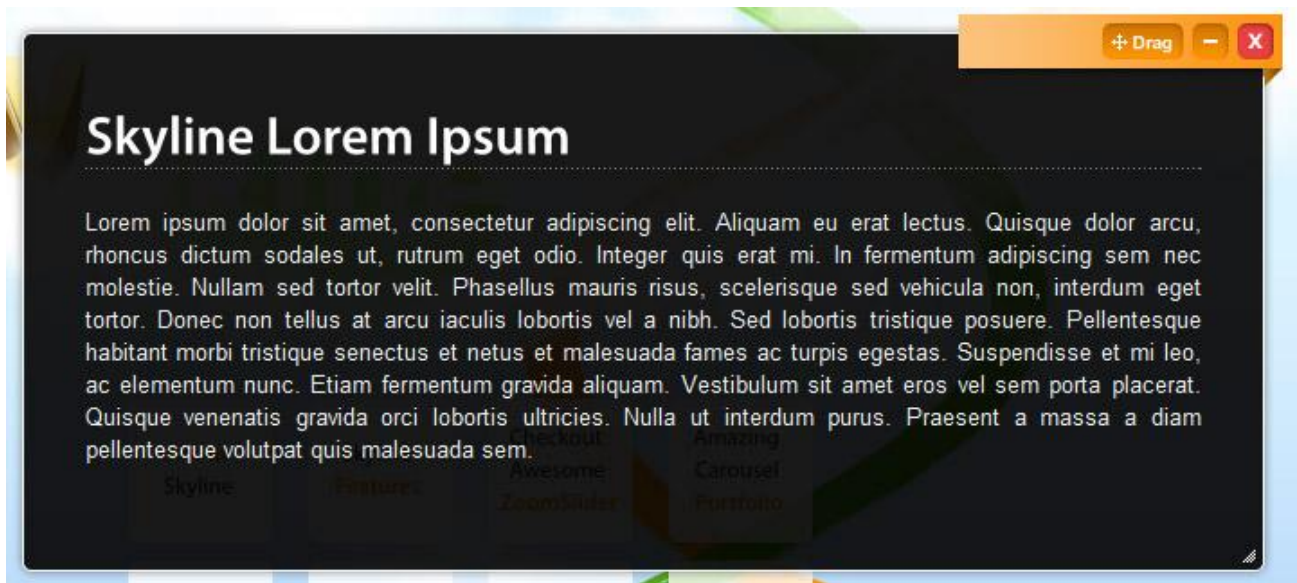 Drag
X
Skyline Lorem Ipsum
Lorem ipsum dolor sit amet, consectetur adipiscing elit. Aliquam eu erat lectus. Quisque dolor arcu,
rhoncus dictum sodales ut, rutrum eget odio. Integer quis erat mi. In fermentum adipiscing sem nec
molestie. Nullam sed tortor velit. Phasellus mauris risus, scelerisque sed vehicula non, interdum eget
tortor. Donec non tellus at arcu iaculis lobortis vel a nibh. Sed lobortis tristique posuere. Pellentesque
habitant morbi tristique senectus et netus et malesuada fames ac turpis egestas. Suspendisse et mi leo,
ac elementum nunc. Etiam fermentum gravida aliquam. Vestibulum sit amet eros vel sem porta placerat.
Quisque venenatis gravida orci lobortis ultricies. Nulla ut interdum purus. Praesent a massa a diam
pellentesque volutpat quis malesuada sem.
Skyline
Features
Checkout
Awesome
ZoomSlider
Amazing
Carousel
Portfolio